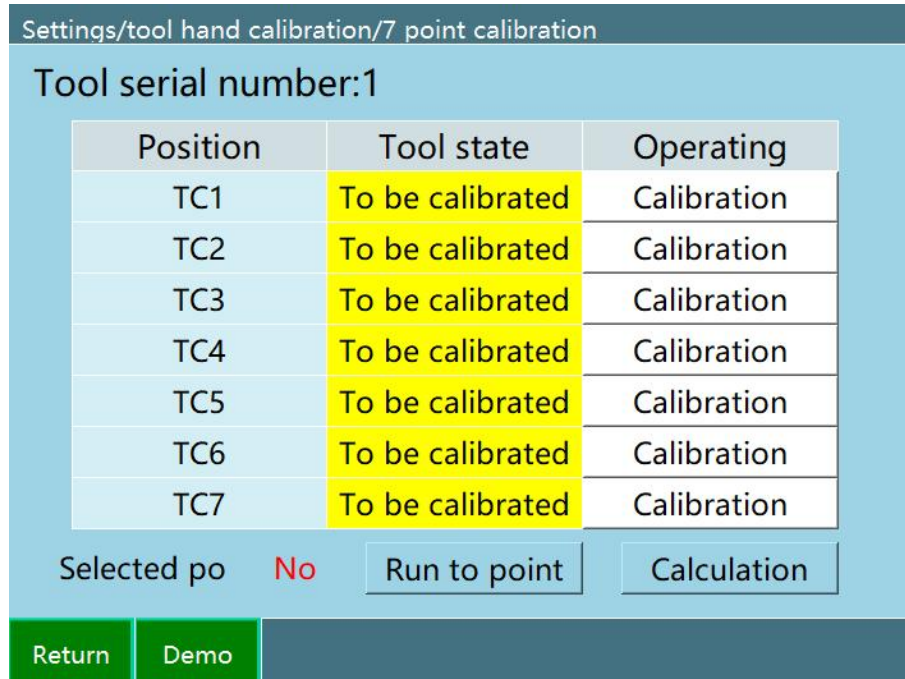 Settings/tool hand calibration/7 point calibration
Tool serial number:1
Position Tool state Operating
TC1 To be calibrated Calibration
TC2 To be calibrated Calibration
TC3 To be calibrated Calibration
TC4 To be calibrated Calibration
TC5 To be calibrated Calibration
TC6 To be calibrated Calibration
TC7 To be calibrated Calibration
Selected po No Run to point Calculation
Return Demo